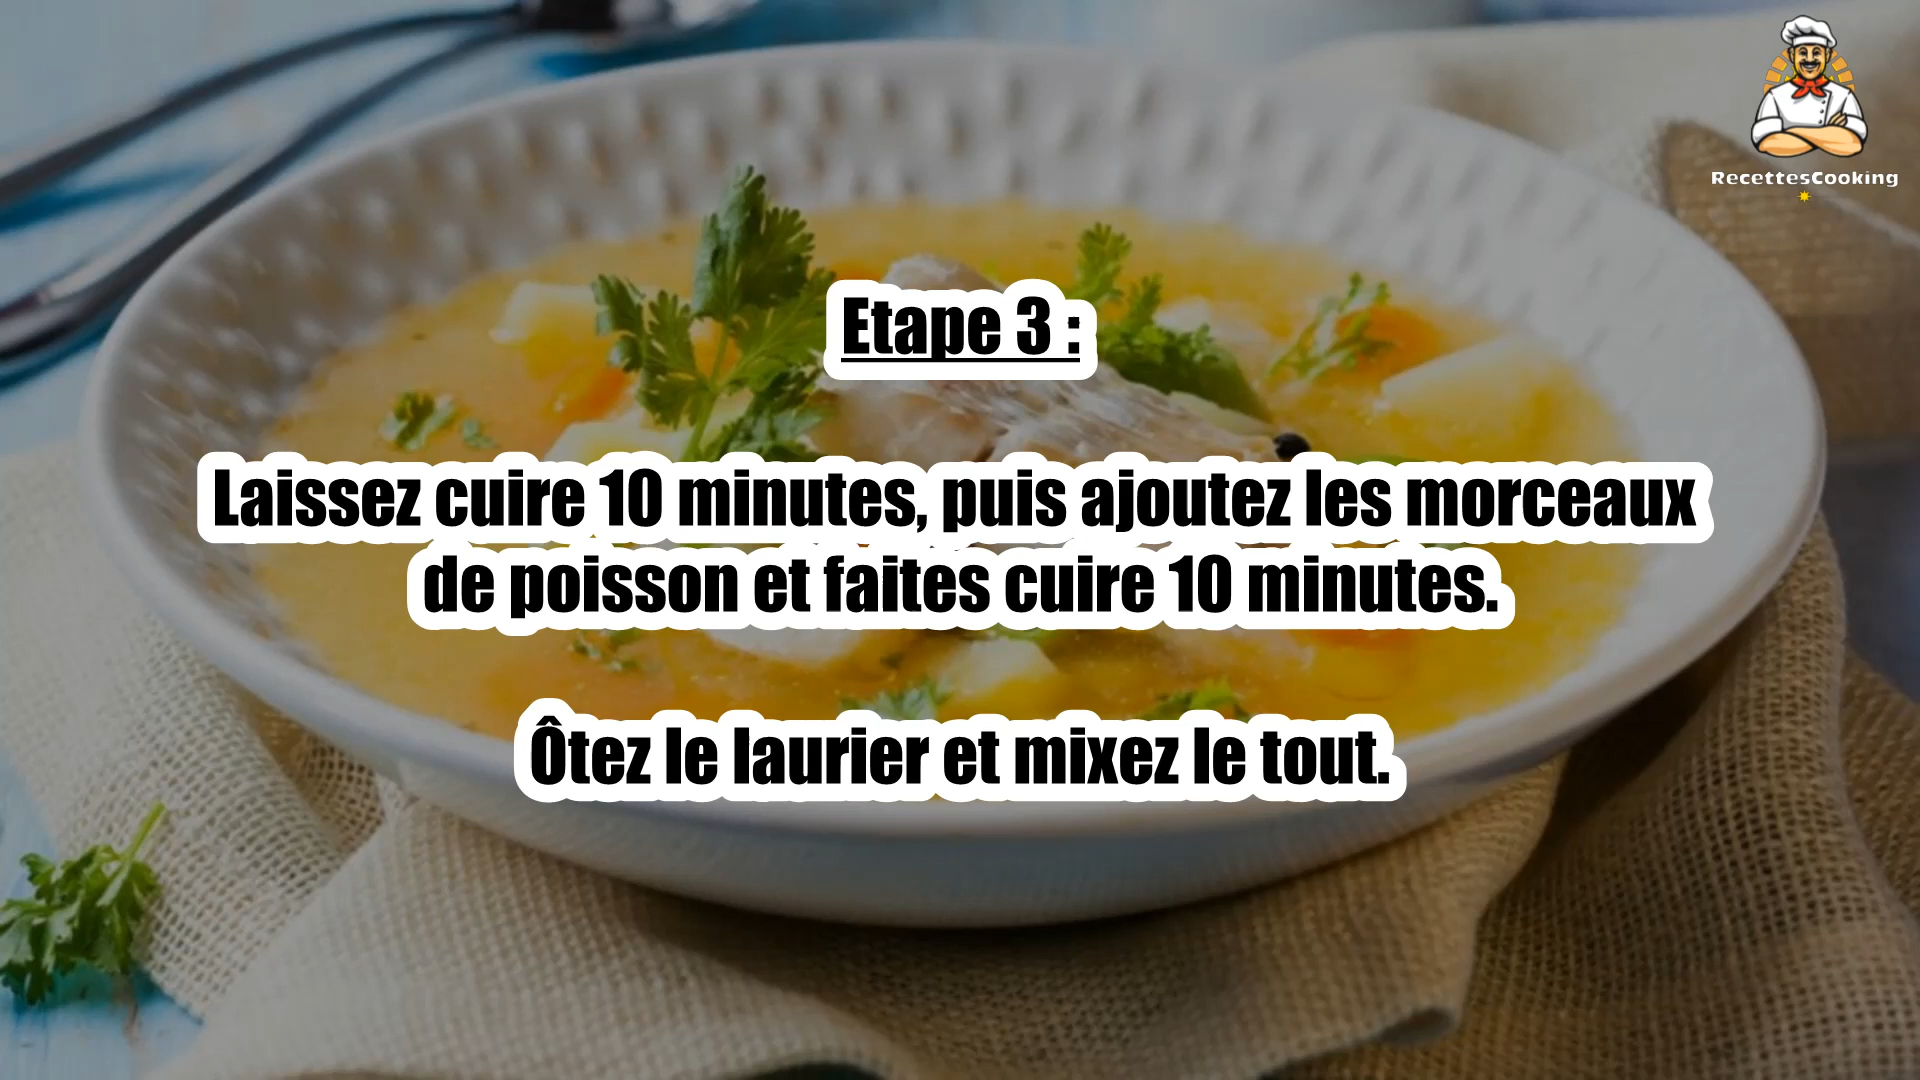 RecettesCooking
Etape 3 :
Laissez cuire 10 minutes, puis ajoutez les morceaux
de poisson et faites cuire 10 minutes.
Ôtez le laurier et mixez le tout.